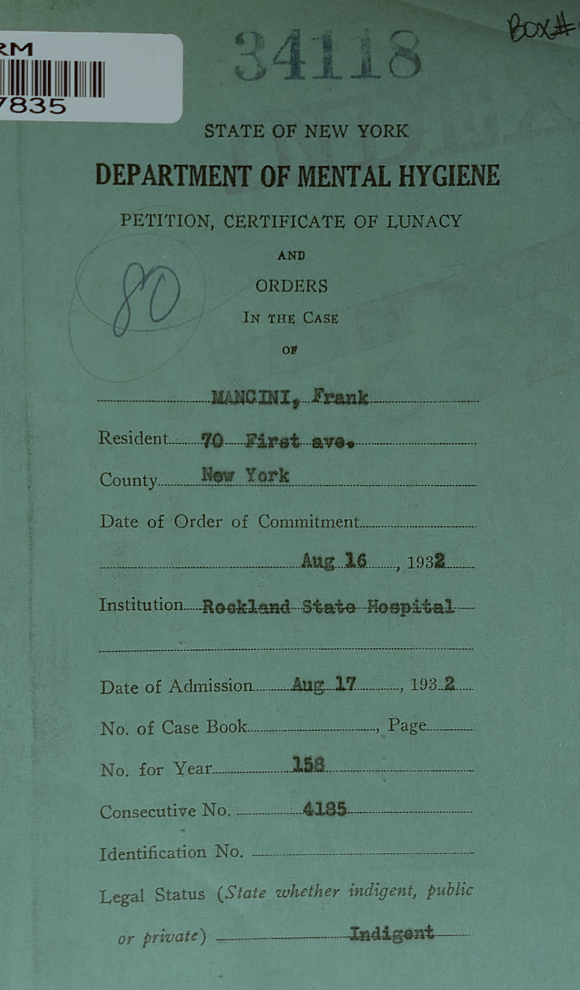 RM
7835
34118
BOX#
STATE OF NEW YORK
DEPARTMENT OF MENTAL HYGIENE
PETITION, CERTIFICATE OF LUNACY
AND
ORDERS
IN THE CASE
OF
80
MANCINI, Frank
Resident 70 First ave.
County New York
Date of Order of Commitment
Aug 16, 1932
Institution Rockland State Hospital
Date of Admission Aug 17, 1932
No. of Case Book, Page
No. for Year 158
Consecutive No. 4185
Identification No.
Legal Status (State whether indigent, public
or private) Indigent